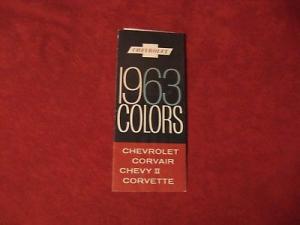 CHEVROLET
1963
COLORS
CHEVROLET
CORVAIR
CHEVY II
CORVETTE